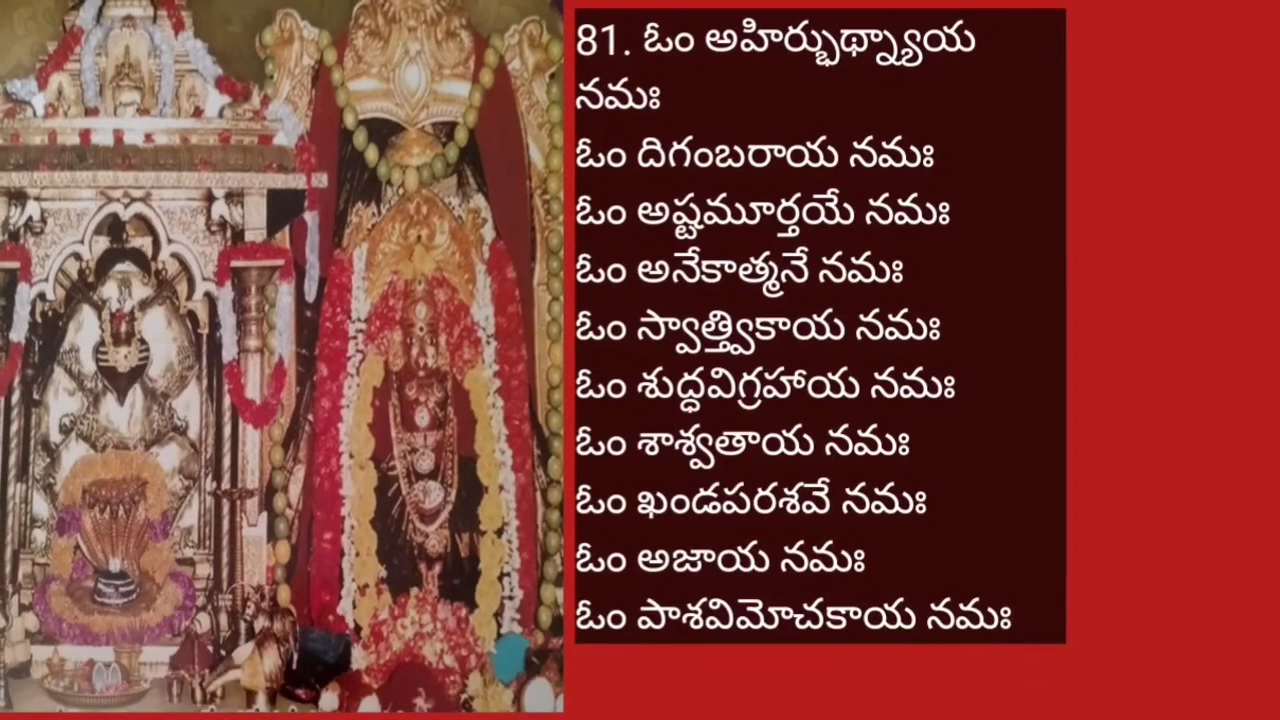 81. ఓం అహిర్భుథ్న్యాయ
నమః
ఓం దిగంబరాయ నమః
ఓం అష్టమూర్తయే నమః
ఓం అనేకాత్మనే నమః
ఓం స్వాత్త్వికాయ నమః
ఓం శుద్ధవిగ్రహాయ నమః
ఓం శాశ్వతాయ నమః
ఓం ఖండపరశవే నమః
ఓం అజాయ నమః
ఓం పాశవిమోచకాయ నమః